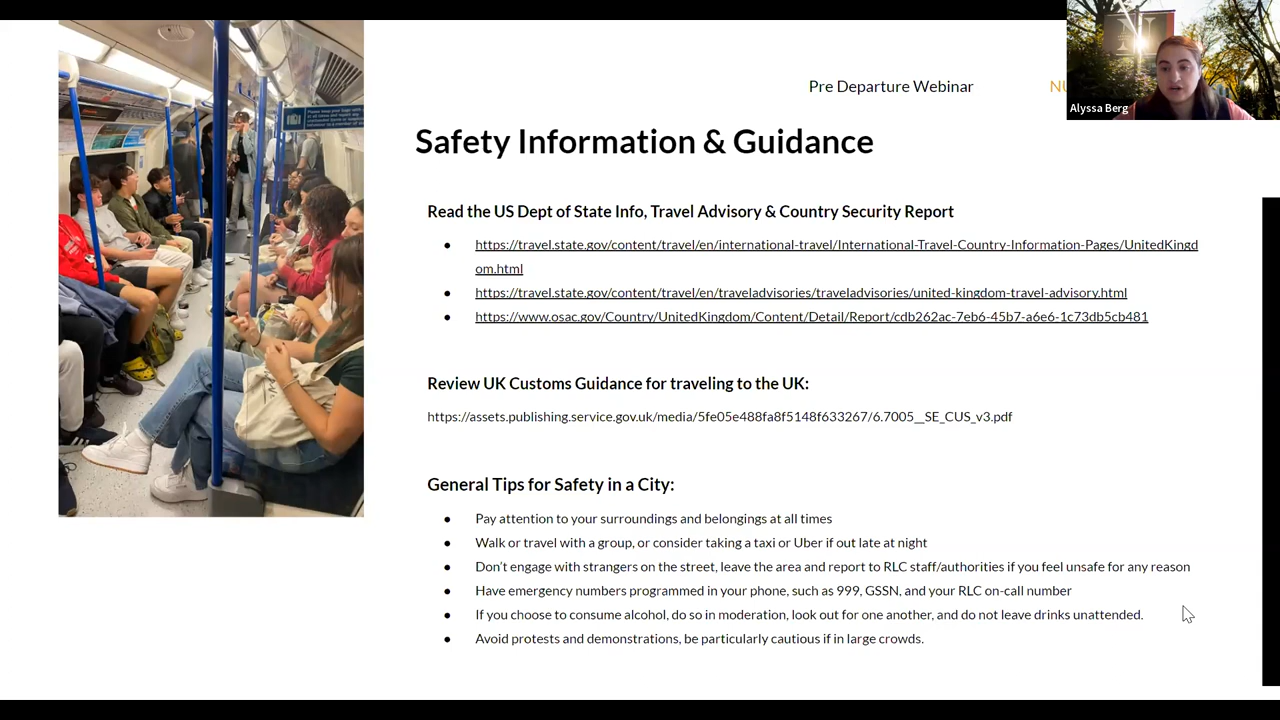 Pre Departure Webinar
NU
Alyssa Berg
Safety Information & Guidance
Read the US Dept of State Info, Travel Advisory & Country Security Report
● https://travel.state.gov/content/travel/en/international-travel/International-Travel-Country-Information-Pages/UnitedKingd
om.html
● https://travel.state.gov/content/travel/en/traveladvisories/traveladvisories/united-kingdom-travel-advisory.html
● https://www.osac.gov/Country/UnitedKingdom/Content/Detail/Report/cdb262ac-7eb6-45b7-a6e6-1c73db5cb481
Review UK Customs Guidance for traveling to the UK:
https://assets.publishing.service.gov.uk/media/5fe05e488fa8f5148f633267/6.7005__SE_CUS_v3.pdf
General Tips for Safety in a City:
● Pay attention to your surroundings and belongings at all times
● Walk or travel with a group, or consider taking a taxi or Uber if out late at night
● Don't engage with strangers on the street, leave the area and report to RLC staff/authorities if you feel unsafe for any reason
● Have emergency numbers programmed in your phone, such as 999, GSSN, and your RLC on-call number
● If you choose to consume alcohol, do so in moderation, look out for one another, and do not leave drinks unattended.
● Avoid protests and demonstrations, be particularly cautious if in large crowds.